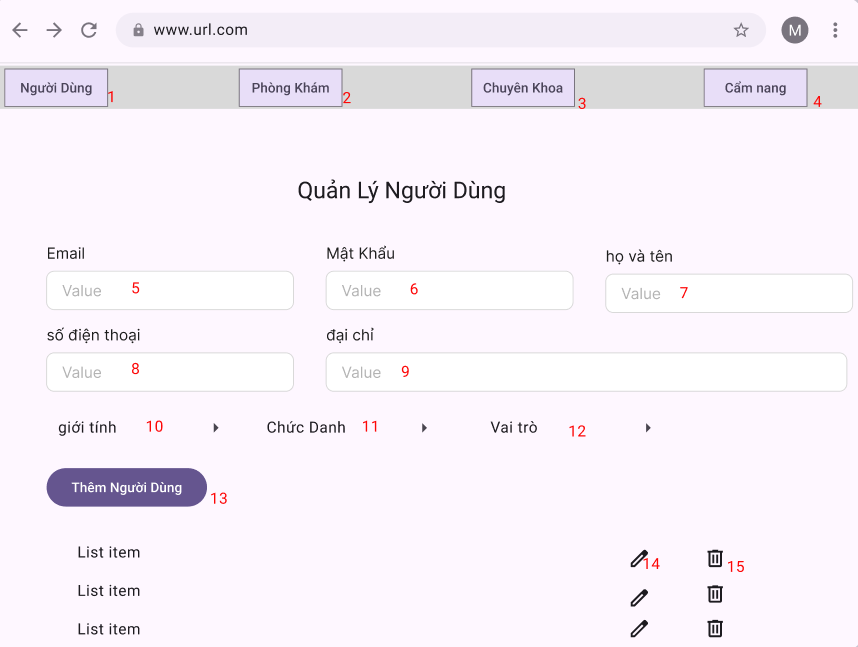 www.url.com M
Người Dùng 1 Phòng Khám 2 Chuyên Khoa 3 Cẩm nang 4
Quản Lý Người Dùng
Email Mật Khẩu họ và tên
Value 5 Value 6 Value 7
số điện thoại đại chỉ
Value 8 Value 9
giới tính 10 Chức Danh 11 Vai trò 12
Thêm Người Dùng 13
List item 14 15
List item
List item